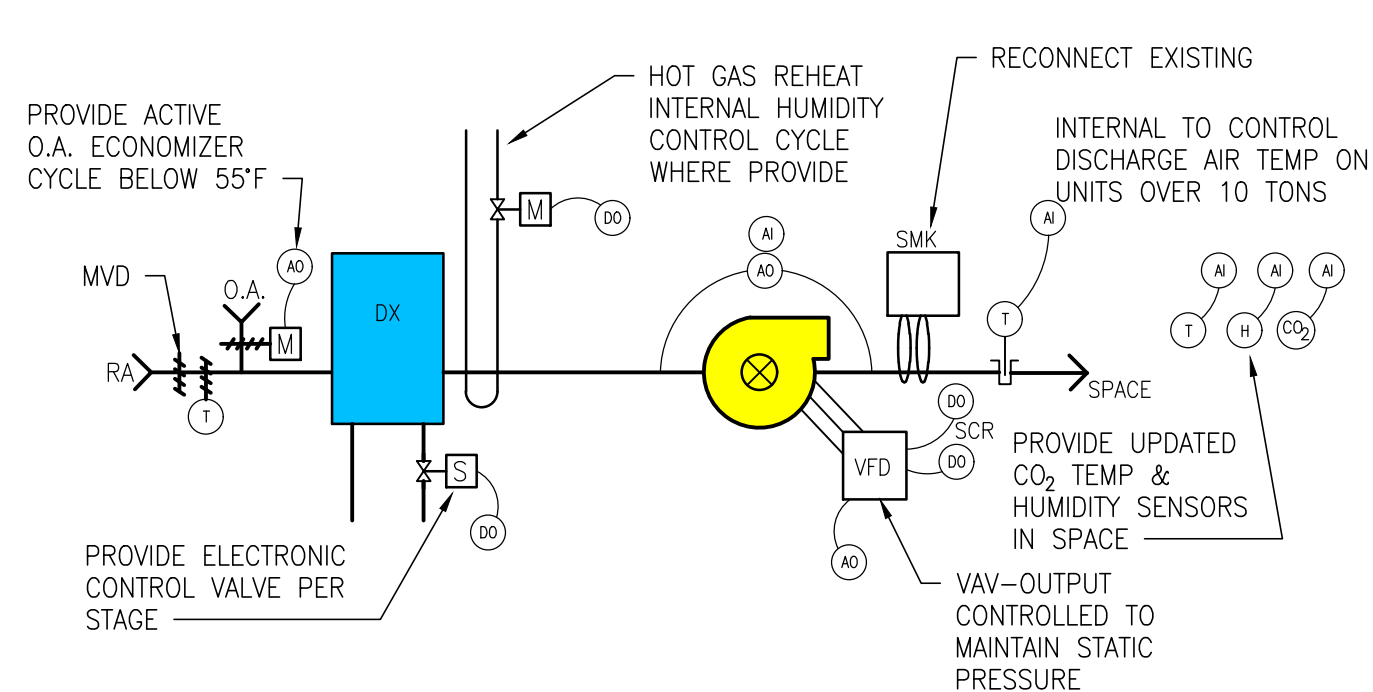 PROVIDE ACTIVE
O.A. ECONOMIZER
CYCLE BELOW 55°F
HOT GAS REHEAT
INTERNAL HUMIDITY
CONTROL CYCLE
WHERE PROVIDE
RECONNECT EXISTING
INTERNAL TO CONTROL
DISCHARGE AIR TEMP ON
UNITS OVER 10 TONS
MVD
AO
O.A.
M
RA
T
DX
M
DO
S
DO
AI
AO
SMK
AI
T
SPACE
AI
AI
AI
T
H
CO₂
DO
SCR
DO
VFD
AO
PROVIDE ELECTRONIC
CONTROL VALVE PER
STAGE
PROVIDE UPDATED
CO₂ TEMP &
HUMIDITY SENSORS
IN SPACE
VAV-OUTPUT
CONTROLLED TO
MAINTAIN STATIC
PRESSURE